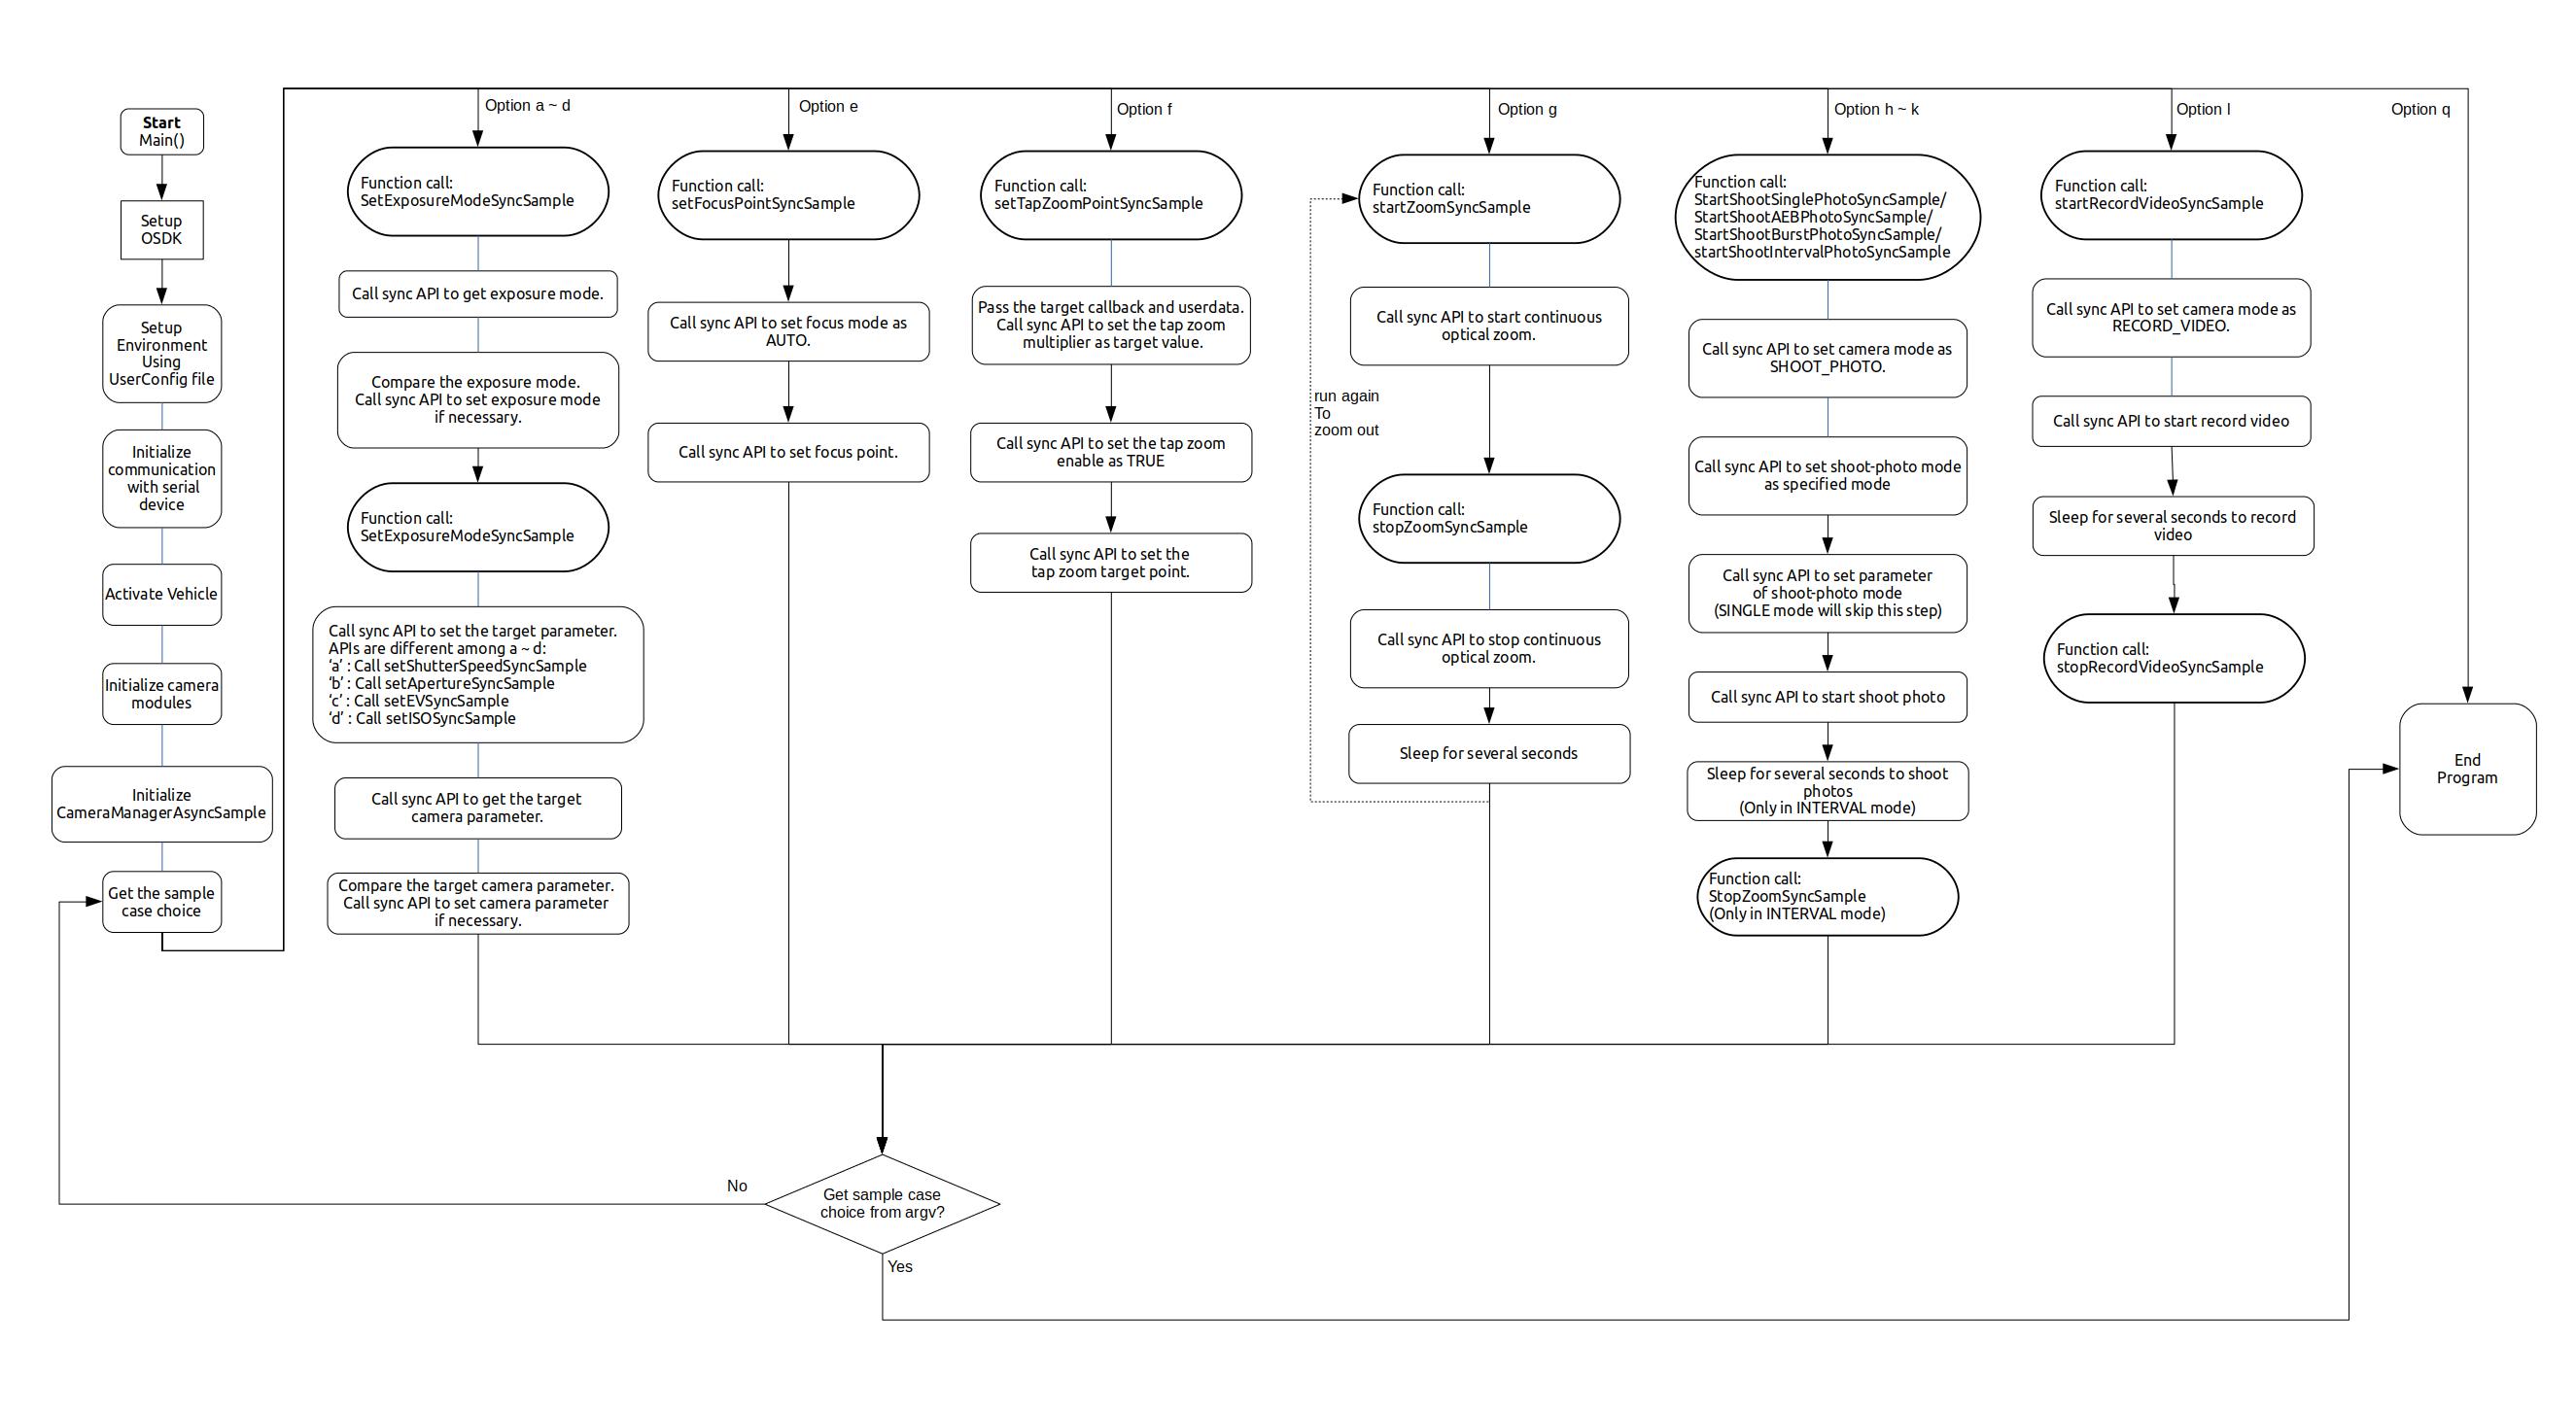 Start
Main()
Setup
OSDK
Setup
Environment
Using
UserConfig file
Initialize
communication
with serial
device
Activate Vehicle
Initialize camera
modules
Initialize
CameraManagerAsyncSample
Get the sample
case choice
Option a ~ d
Function call:
SetExposureModeSyncSample
Call sync API to get exposure mode.
Compare the exposure mode.
Call sync API to set exposure mode
if necessary.
Function call:
SetExposureModeSyncSample
Call sync API to set the target parameter.
APIs are different among a ~ d:
‘a’ : Call setShutterSpeedSyncSample
‘b’ : Call setApertureSyncSample
‘c’ : Call setEVSyncSample
‘d’ : Call setISOSyncSample
Call sync API to get the target
camera parameter.
Compare the target camera parameter.
Call sync API to set camera parameter
if necessary.
Option e
Function call:
setFocusPointSyncSample
Call sync API to set focus mode as
AUTO.
Call sync API to set focus point.
Option f
Function call:
setTapZoomPointSyncSample
Pass the target callback and userdata.
Call sync API to set the tap zoom
multiplier as target value.
Call sync API to set the tap zoom
enable as TRUE
Call sync API to set the
tap zoom target point.
Option g
Function call:
startZoomSyncSample
Call sync API to start continuous
optical zoom.
run again
To
zoom out
Function call:
stopZoomSyncSample
Call sync API to stop continuous
optical zoom.
Sleep for several seconds
Option h ~ k
Function call:
StartShootSinglePhotoSyncSample/
StartShootAEBPhotoSyncSample/
StartShootBurstPhotoSyncSample/
startShootIntervalPhotoSyncSample
Call sync API to set camera mode as
SHOOT_PHOTO.
Call sync API to set shoot-photo mode
as specified mode
Call sync API to set parameter
of shoot-photo mode
(SINGLE mode will skip this step)
Call sync API to start shoot photo
Sleep for several seconds to shoot
photos
(Only in INTERVAL mode)
Function call:
StopZoomSyncSample
(Only in INTERVAL mode)
Option l
Function call:
startRecordVideoSyncSample
Call sync API to set camera mode as
RECORD_VIDEO.
Call sync API to start record video
Sleep for several seconds to record
video
Function call:
stopRecordVideoSyncSample
Option q
End
Program
Get sample case
choice from argv?
No
Yes